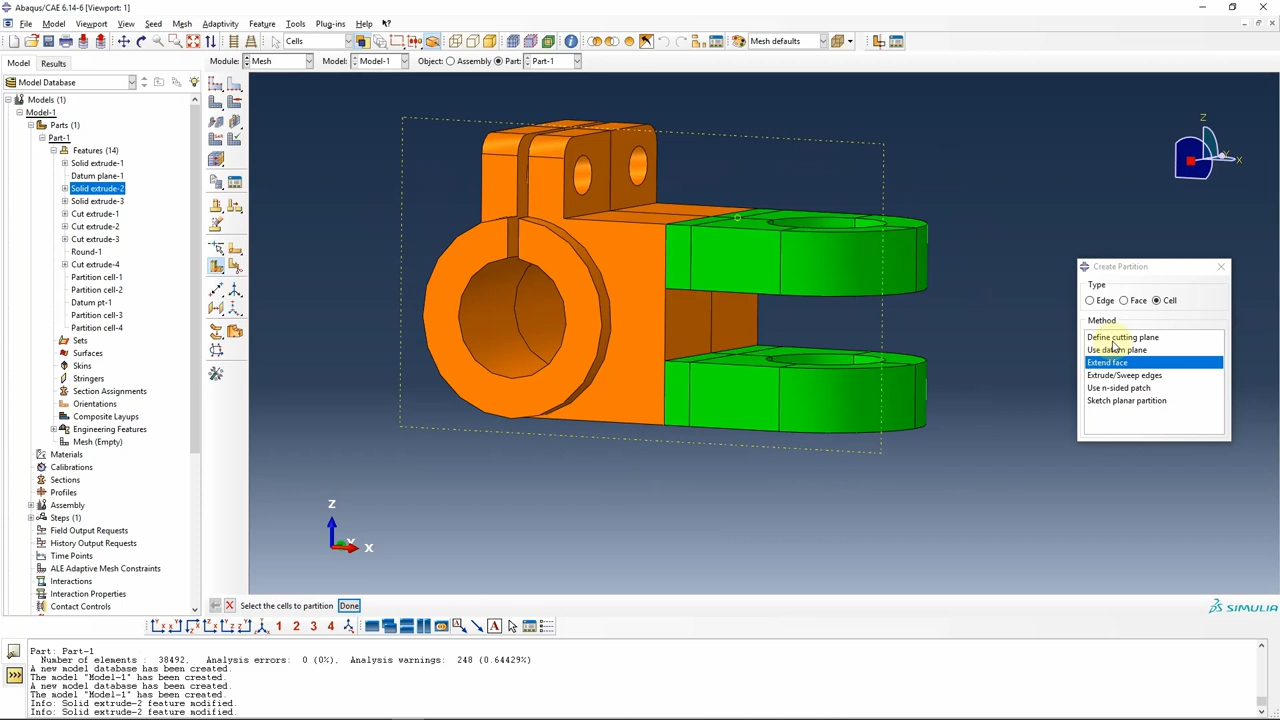 Abaqus/CAE 6.14-6 [Viewport: 1]
File Model Viewport View Seed Mesh Adaptivity Feature Tools Plug-ins Help
Cells Mesh defaults
Model Results Module: Mesh Model: Model-1 Object: Assembly Part: Part-1
Model Database
Models (1)
Model-1
Parts (1)
Part-1
Features (14)
Solid extrude-1
Datum plane-1
Solid extrude-2
Solid extrude-3
Cut extrude-1
Cut extrude-2
Cut extrude-3
Round-1
Cut extrude-4
Partition cell-1
Partition cell-2
Datum pt-1
Partition cell-3
Partition cell-4
Sets
Surfaces
Skins
Stringers
Section Assignments
Orientations
Composite Layups
Engineering Features
Mesh (Empty)
Materials
Calibrations
Sections
Profiles
Assembly
Steps (1)
Field Output Requests
History Output Requests
Time Points
ALE Adaptive Mesh Constraints
Interactions
Interaction Properties
Contact Controls
Z
X
Create Partition
Type
Edge Face Cell
Method
Define cutting plane
Extend face
Extrude/Sweep edges
Use n-sided patch
Sketch planar partition
Z
Y
X
Select the cells to partition Done
SIMULIA
1 2 3 4 A
Part: Part-1
Number of elements : 38492, Analysis errors: 0 (0%), Analysis warnings: 248 (0.64429%)
A new model database has been created.
The model "Model-1" has been created.
A new model database has been created.
The model "Model-1" has been created.
Info: Solid extrude-2 feature modified.
Info: Solid extrude-2 feature modified.